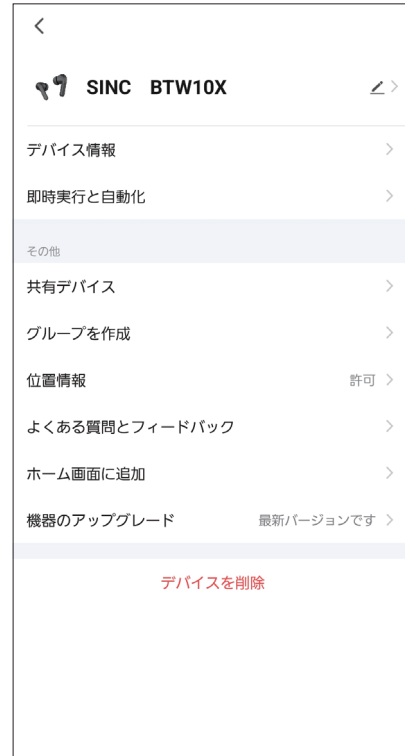 SINC BTW10X
デバイス情報
即時実行と自動化
その他
共有デバイス
グループを作成
位置情報 許可
よくある質問とフィードバック
ホーム画面に追加
機器のアップグレード 最新バージョンです
デバイスを削除